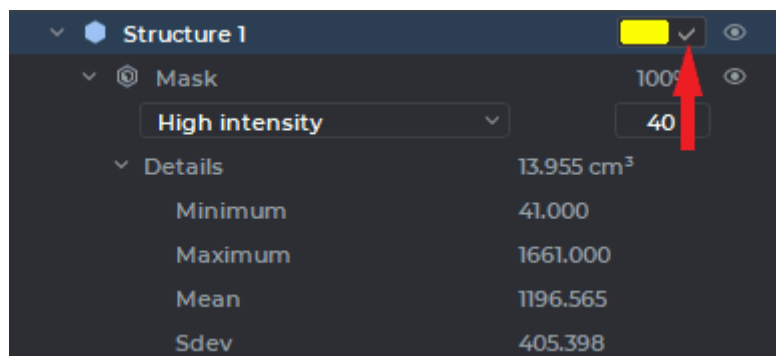 Structure 1
Mask 100%
High intensity 40
Details 13.955 cm³
Minimum 41.000
Maximum 1661.000
Mean 1196.565
Sdev 405.398